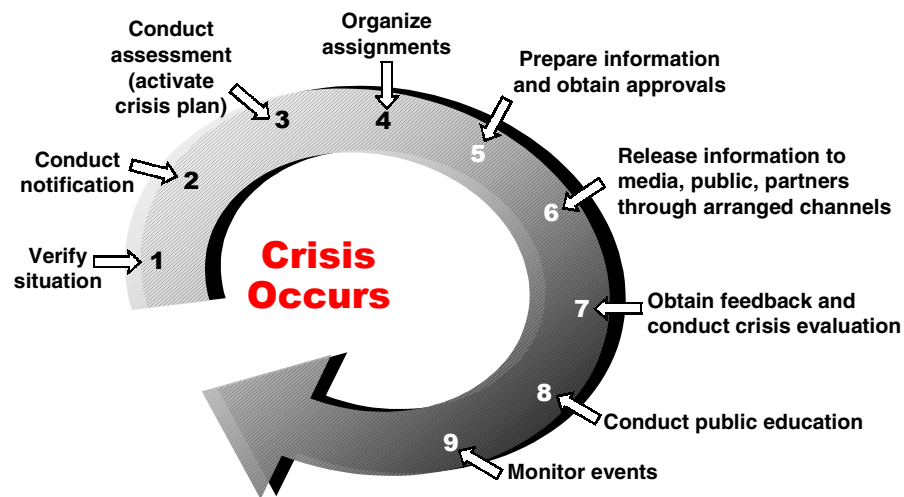 Verify
situation
1
Conduct
notification
2
Conduct
assessment
(activate
crisis plan)
3
Organize
assignments
4
Prepare information
and obtain approvals
5
Release information to
media, public, partners
through arranged channels
6
Obtain feedback and
conduct crisis evaluation
7
Conduct public education
8
Monitor events
9
Crisis
Occurs